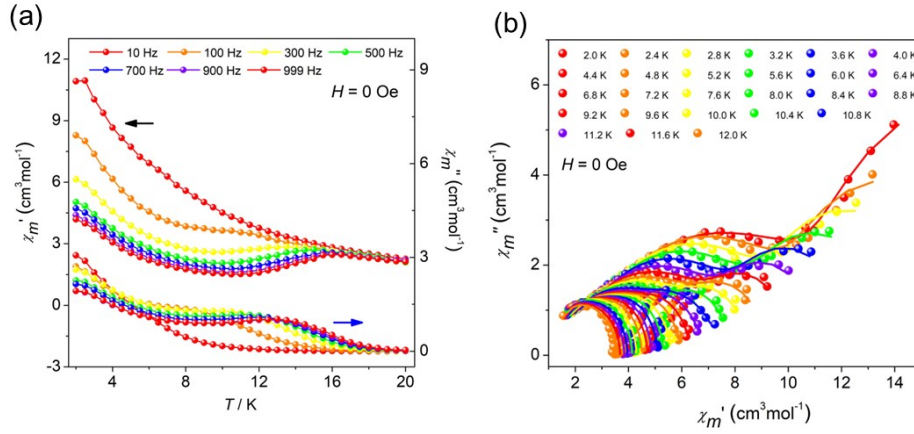 (a)
10 Hz 100 Hz 300 Hz 500 Hz
700 Hz 900 Hz 999 Hz
H = 0 Oe
χm' (cm³mol⁻¹)
12
9
6
3
0
-3
χm'' (cm³mol⁻¹)
9
6
3
0
4 8 12 16 20
T / K
(b)
2.0 K 2.4 K 2.8 K 3.2 K 3.6 K 4.0 K
4.4 K 4.8 K 5.2 K 5.6 K 6.0 K 6.4 K
6.8 K 7.2 K 7.6 K 8.0 K 8.4 K 8.8 K
9.2 K 9.6 K 10.0 K 10.4 K 10.8 K
11.2 K 11.6 K 12.0 K
H = 0 Oe
χm'' (cm³mol⁻¹)
6
4
2
0
2 4 6 8 10 12 14
χm' (cm³mol⁻¹)